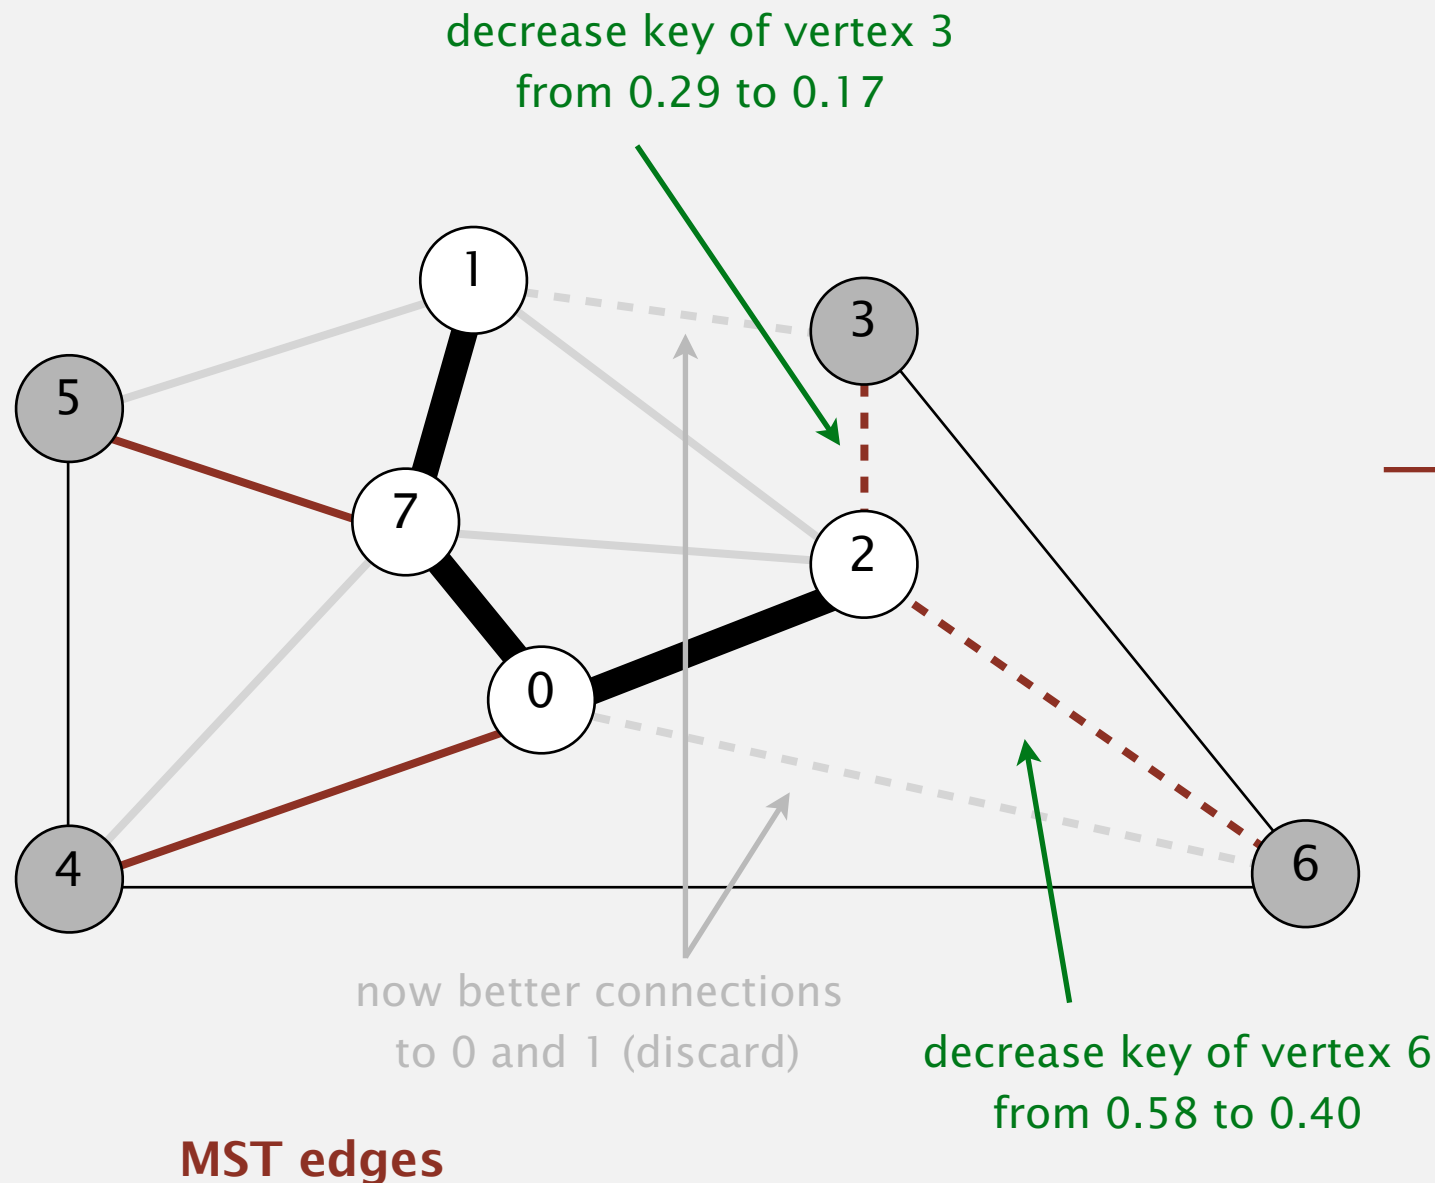 decrease key of vertex 3
from 0.29 to 0.17
1
3
5
7
2
0
4
6
now better connections
to 0 and 1 (discard)
decrease key of vertex 6
from 0.58 to 0.40
MST edges